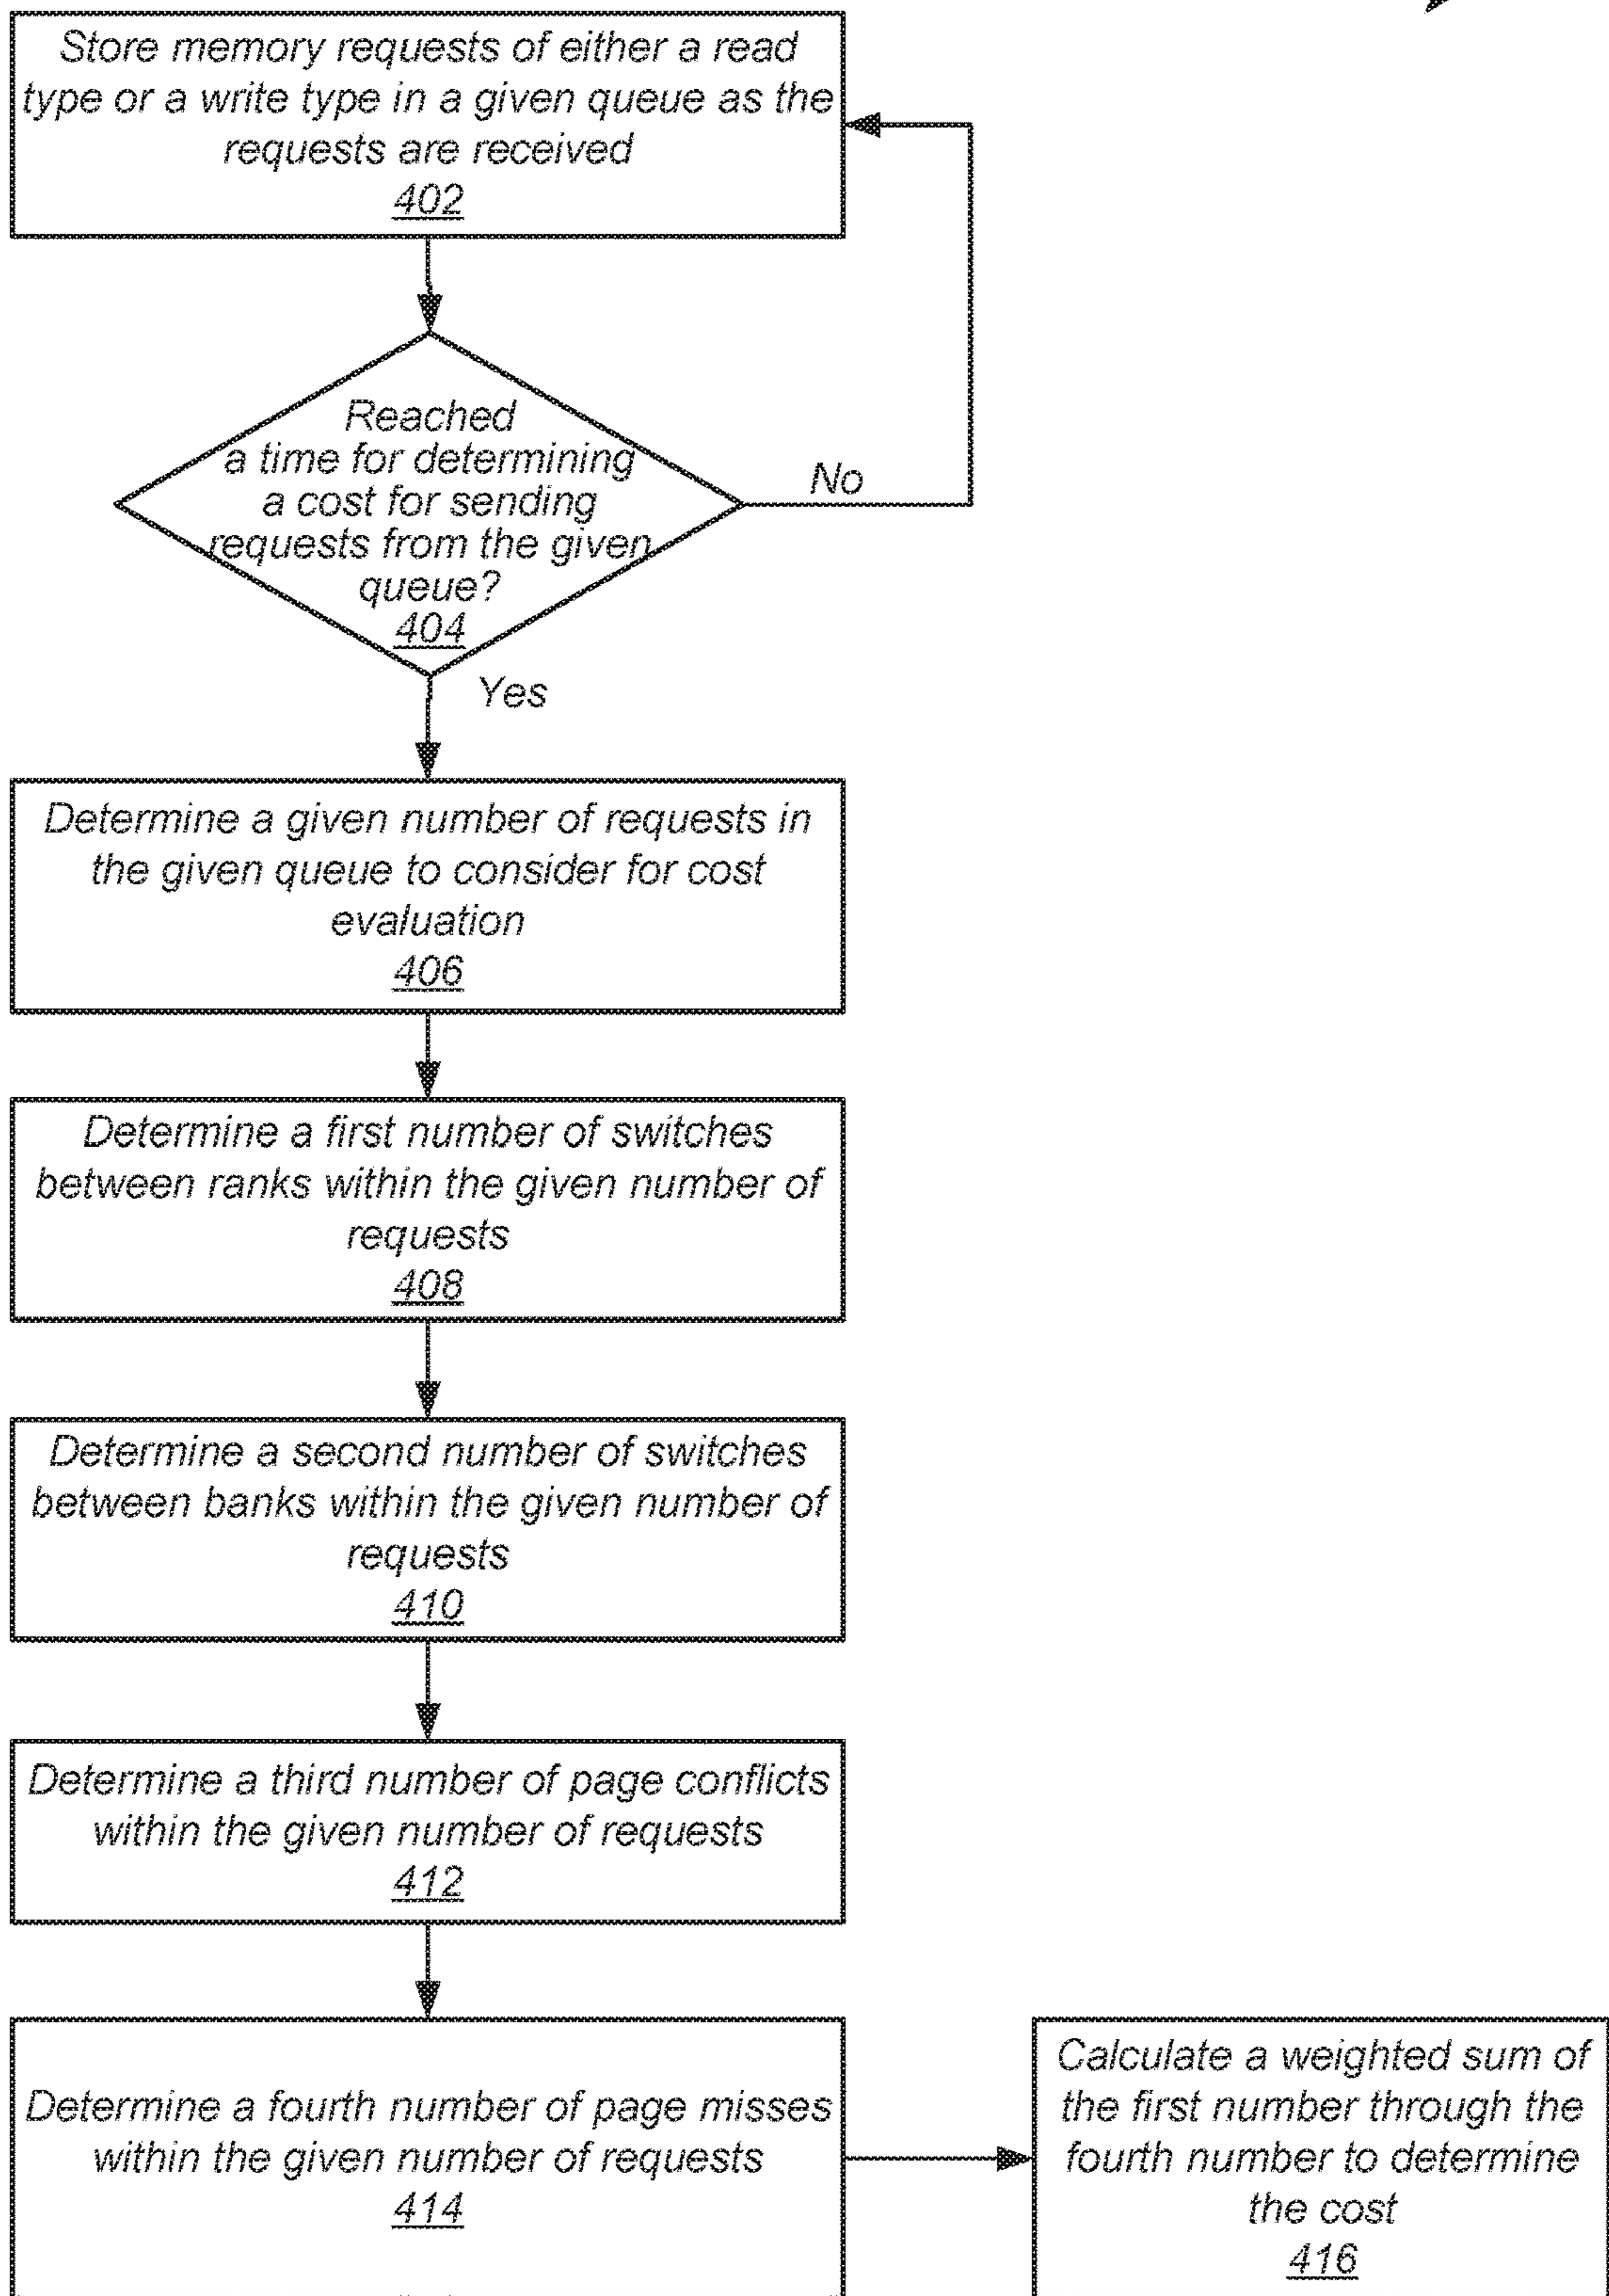 Store memory requests of either a read
type or a write type in a given queue as the
requests are received
402
Reached
a time for determining
a cost for sending
requests from the given
queue?
404
No
Yes
Determine a given number of requests in
the given queue to consider for cost
evaluation
406
Determine a first number of switches
between ranks within the given number of
requests
408
Determine a second number of switches
between banks within the given number of
requests
410
Determine a third number of page conflicts
within the given number of requests
412
Determine a fourth number of page misses
within the given number of requests
414
Calculate a weighted sum of
the first number through the
fourth number to determine
the cost
416